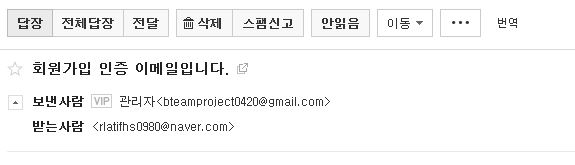 답장 전체답장 전달 삭제 스팸신고 안읽음 이동 ··· 번역
회원가입 인증 이메일입니다.
보낸사람 VIP 관리자<bteamproject0420@gmail.com>
받는사람 <rlatifhs0980@naver.com>